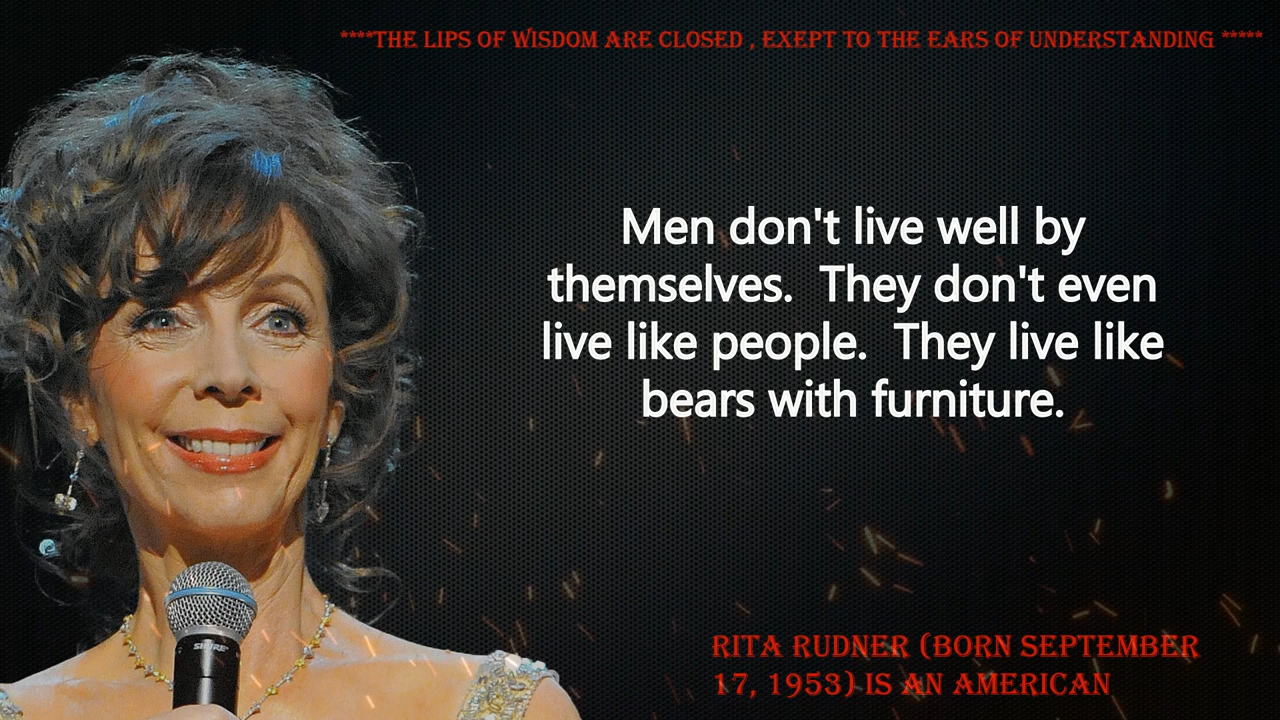 ****THE LIPS OF WISDOM ARE CLOSED , EXEPT TO THE EARS OF UNDERSTANDING *****
Men don't live well by
themselves. They don't even
live like people. They live like
bears with furniture.
SHURE
RITA RUDNER (BORN SEPTEMBER
17, 1953) IS AN AMERICAN